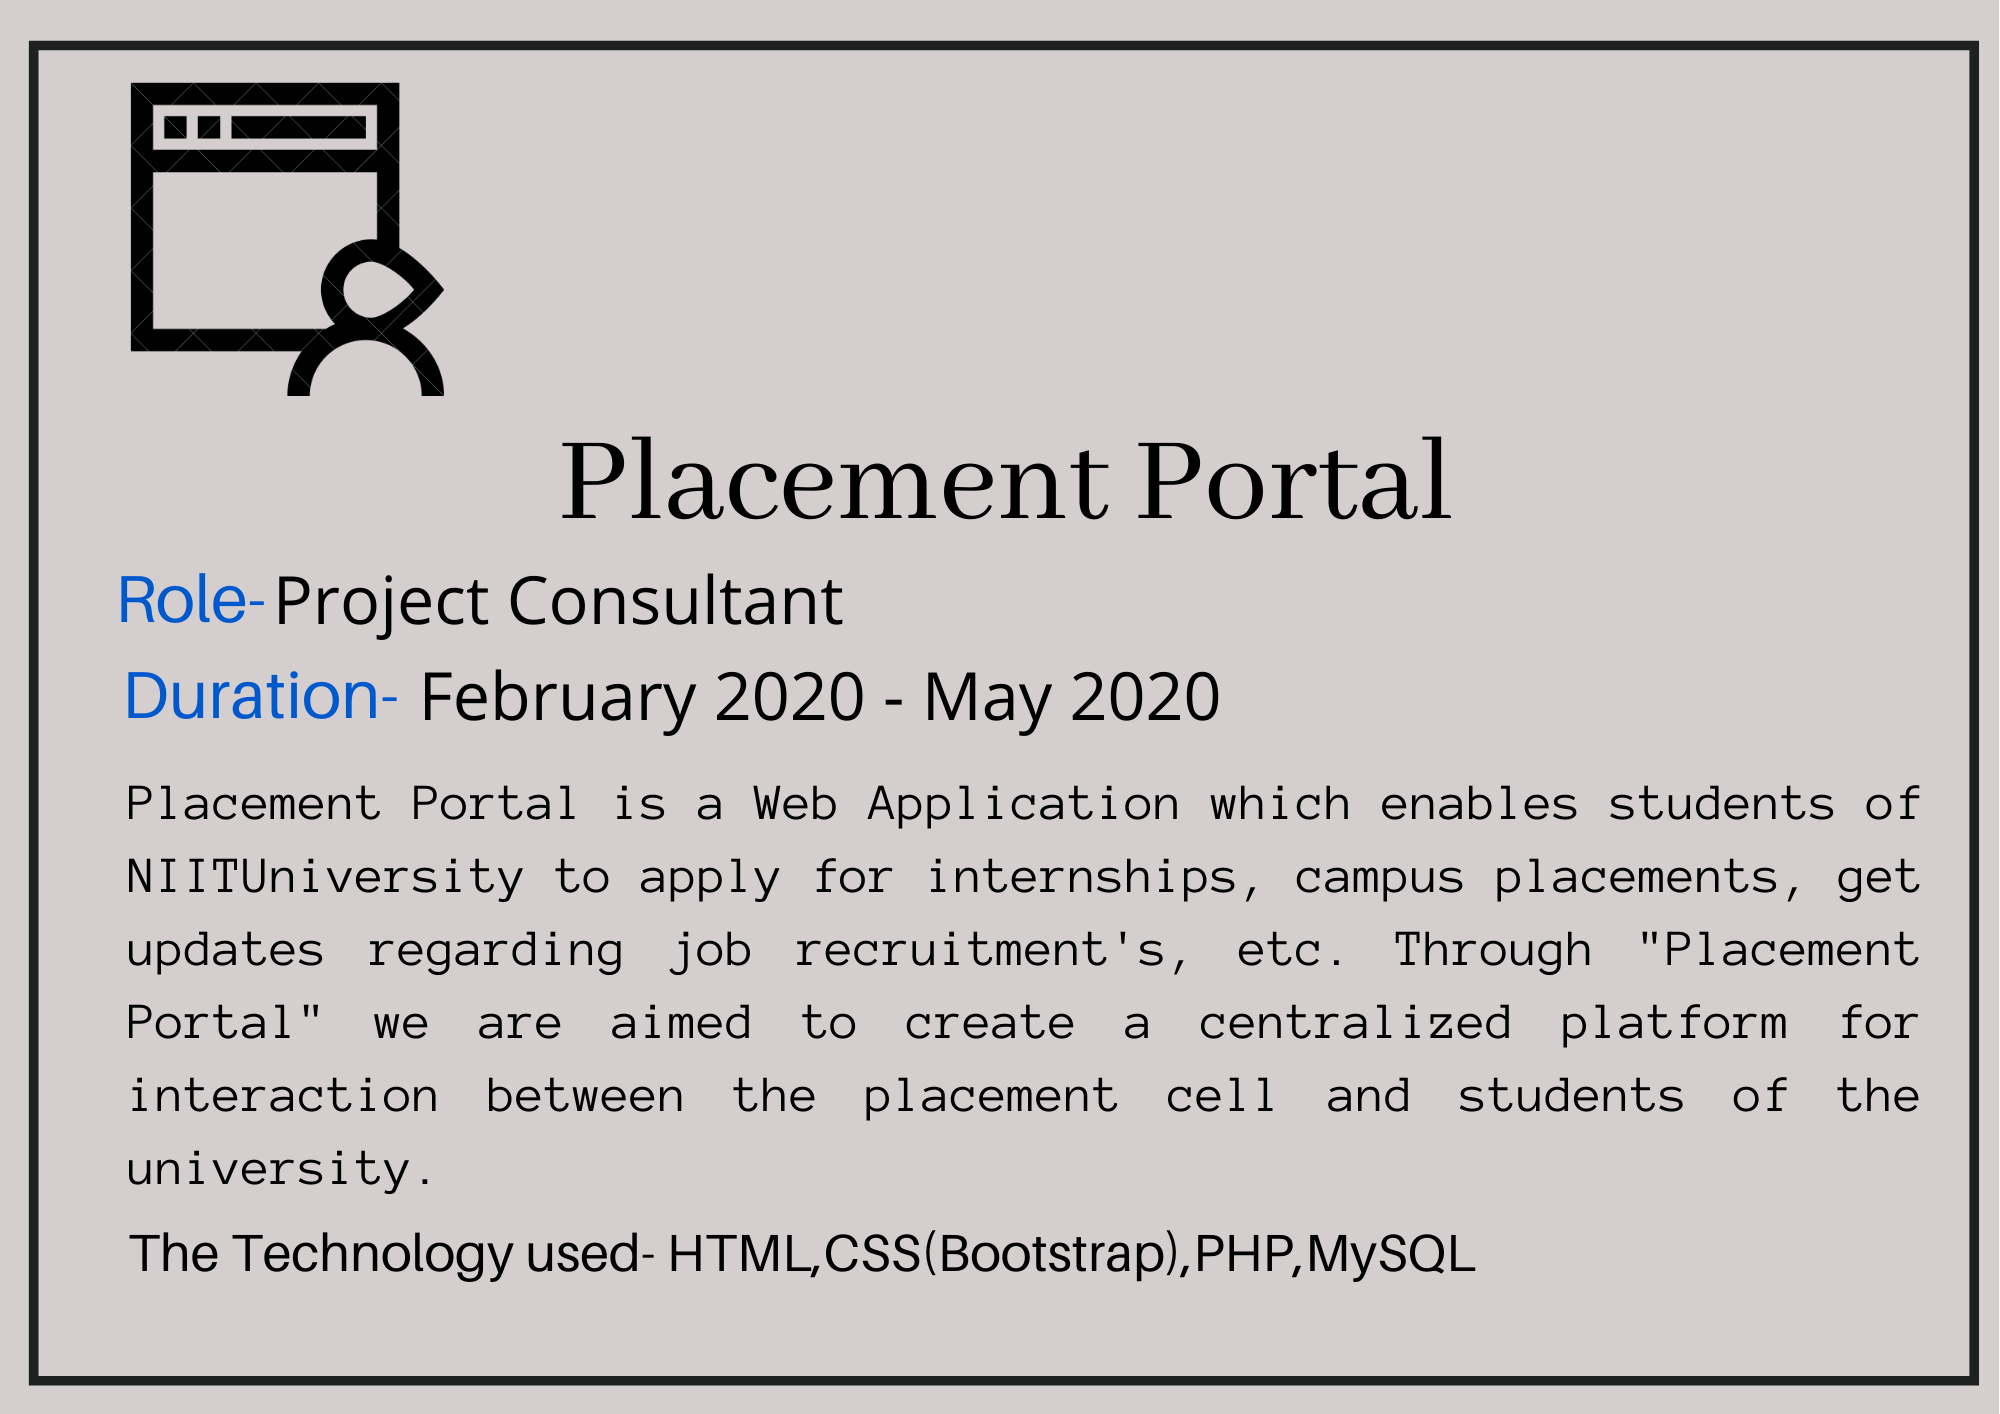 Placement Portal
Role- Project Consultant
Duration- February 2020 - May 2020
Placement Portal is a Web Application which enables students of
NIITUniversity to apply for internships, campus placements, get
updates regarding job recruitment's, etc. Through "Placement
Portal" we are aimed to create a centralized platform for
interaction between the placement cell and students of the
university.
The Technology used- HTML,CSS(Bootstrap),PHP,MySQL